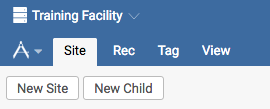 Training Facility
Site Rec Tag View
New Site New Child